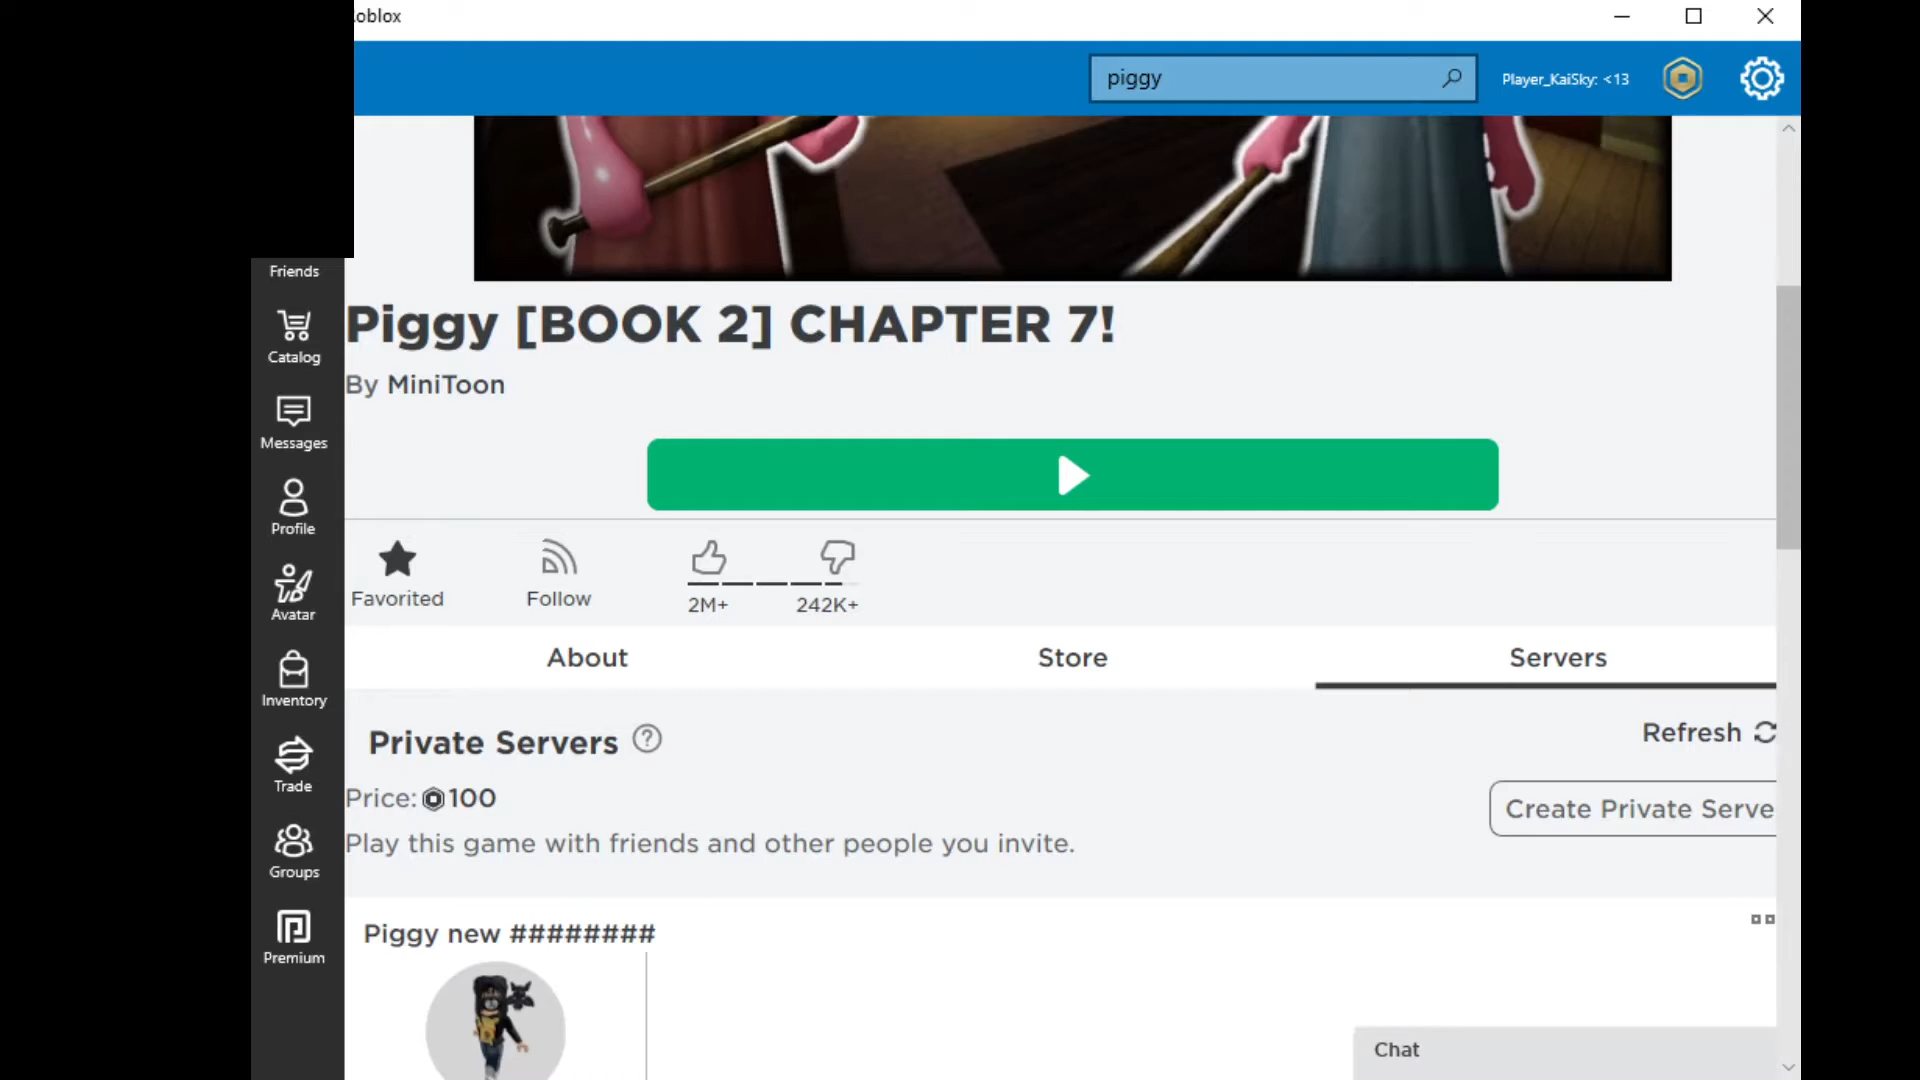 oblox
piggy
Player_KaiSky: <13
Friends
Catalog
Messages
Profile
Avatar
Inventory
Trade
Groups
Premium
Piggy [BOOK 2] CHAPTER 7!
By MiniToon
Favorited
Follow
2M+
242K+
About
Store
Servers
Private Servers
Refresh
Price: 100
Create Private Serve
Play this game with friends and other people you invite.
Piggy new ########
Chat